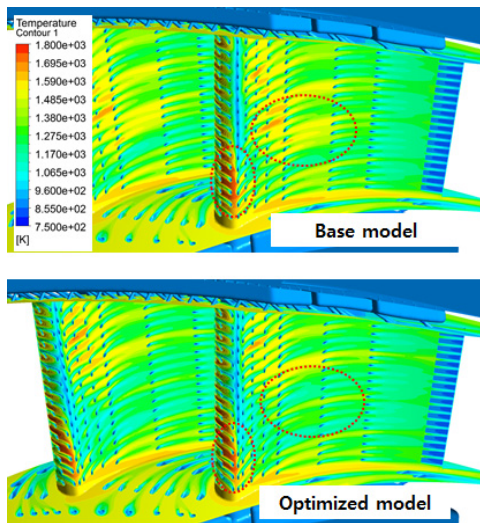 Temperature
Contour 1
1.800e+03
1.695e+03
1.590e+03
1.485e+03
1.380e+03
1.275e+03
1.170e+03
1.065e+03
9.600e+02
8.550e+02
7.500e+02
[K]
Base model
Optimized model